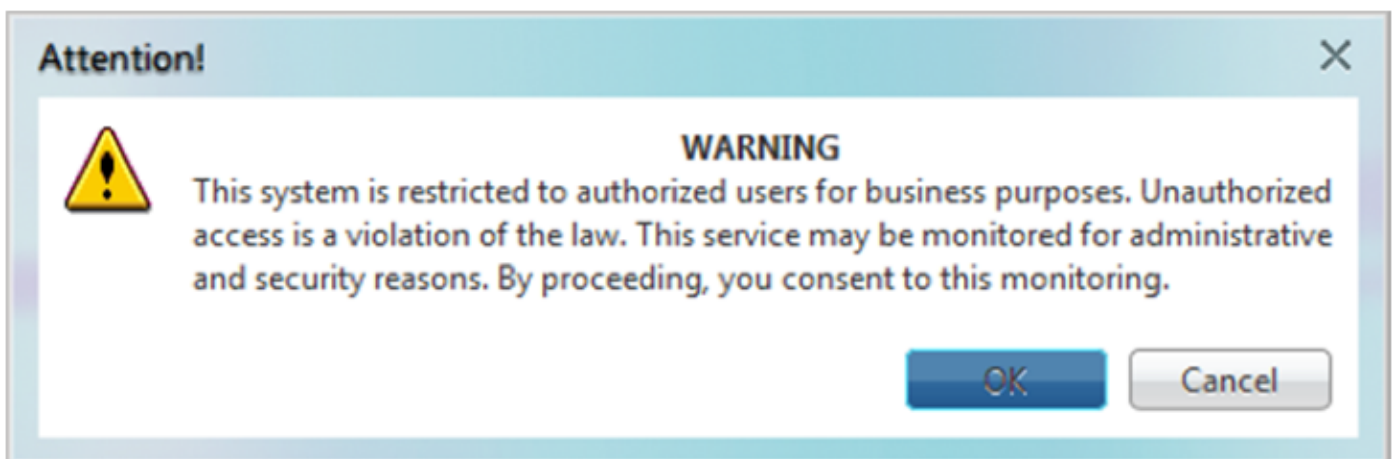 Attention!
WARNING
This system is restricted to authorized users for business purposes. Unauthorized
access is a violation of the law. This service may be monitored for administrative
and security reasons. By proceeding, you consent to this monitoring.
OK Cancel